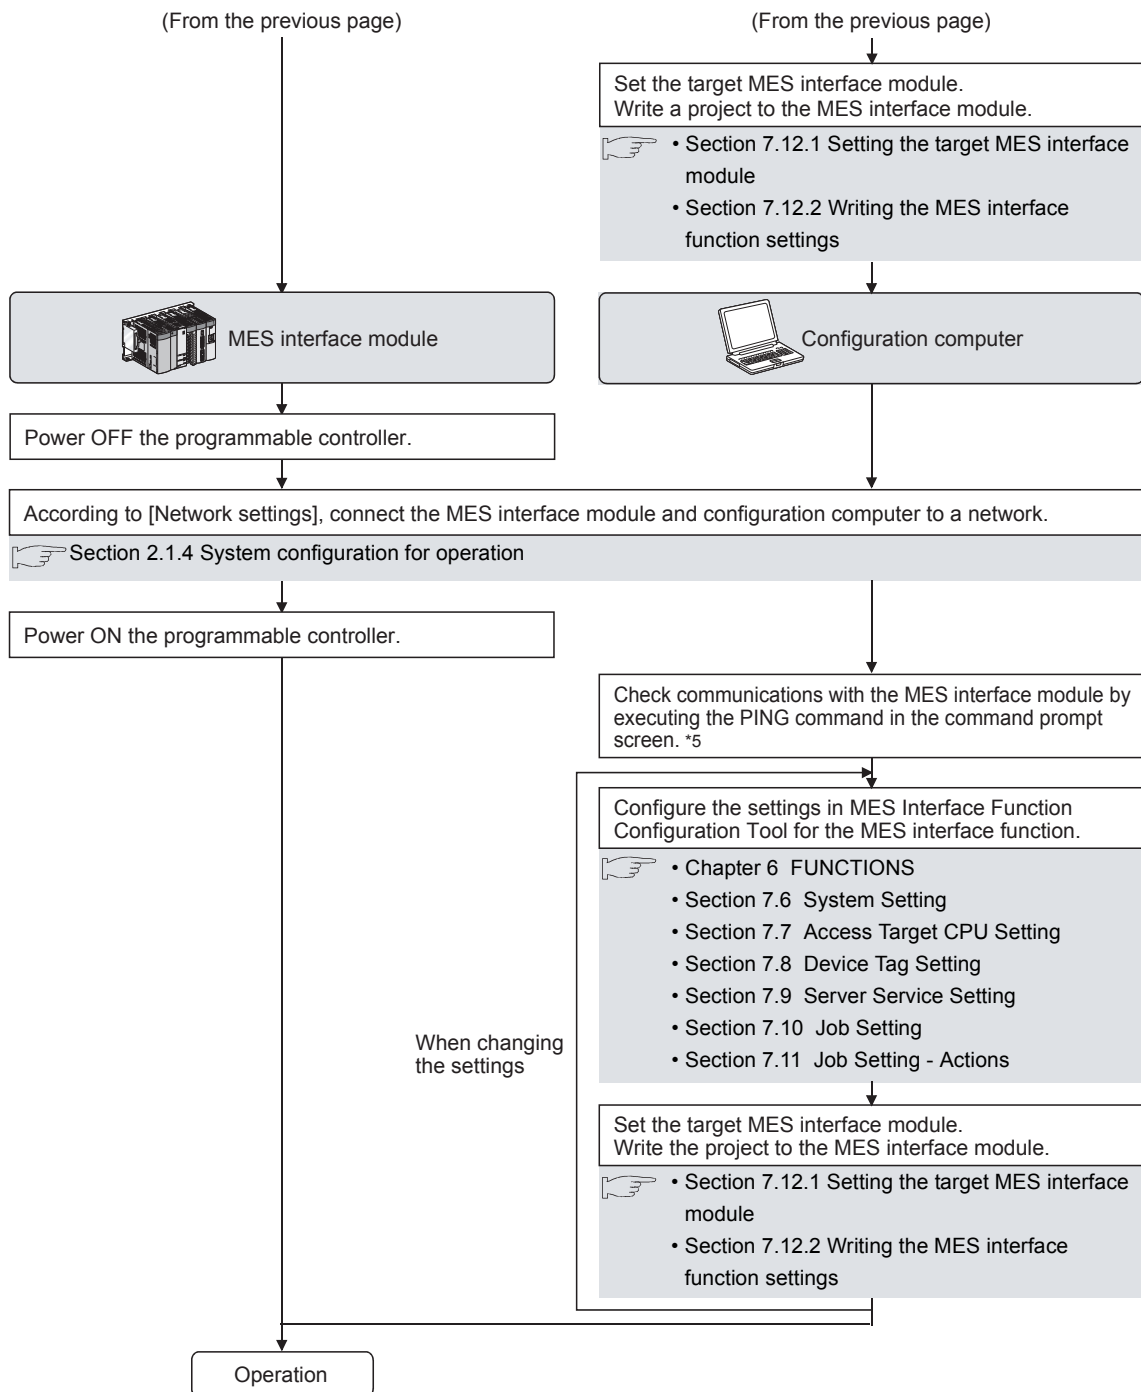 (From the previous page)
(From the previous page)
Set the target MES interface module.
Write a project to the MES interface module.
• Section 7.12.1 Setting the target MES interface
module
• Section 7.12.2 Writing the MES interface
function settings
MES interface module
Configuration computer
Power OFF the programmable controller.
According to [Network settings], connect the MES interface module and configuration computer to a network.
Section 2.1.4 System configuration for operation
Power ON the programmable controller.
Check communications with the MES interface module by
executing the PING command in the command prompt
screen. *5
Configure the settings in MES Interface Function
Configuration Tool for the MES interface function.
• Chapter 6 FUNCTIONS
• Section 7.6 System Setting
• Section 7.7 Access Target CPU Setting
• Section 7.8 Device Tag Setting
• Section 7.9 Server Service Setting
• Section 7.10 Job Setting
• Section 7.11 Job Setting - Actions
When changing
the settings
Set the target MES interface module.
Write the project to the MES interface module.
• Section 7.12.1 Setting the target MES interface
module
• Section 7.12.2 Writing the MES interface
function settings
Operation